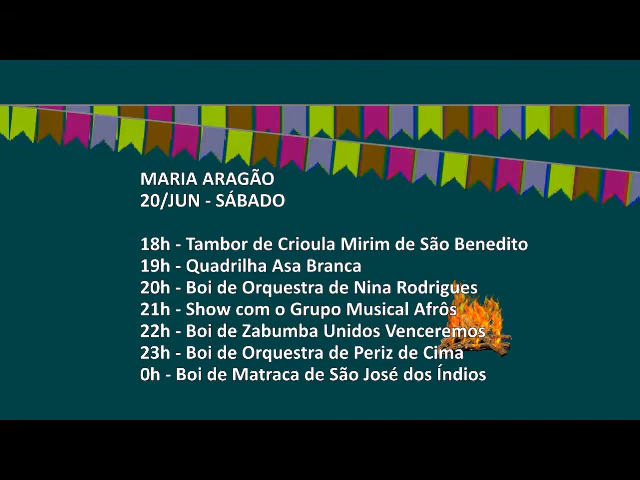 MARIA ARAGÃO
20/JUN - SÁBADO
18h - Tambor de Crioula Mirim de São Benedito
19h - Quadrilha Asa Branca
20h - Boi de Orquestra de Nina Rodrigues
21h - Show com o Grupo Musical Afrôs
22h - Boi de Zabumba Unidos Venceremos
23h - Boi de Orquestra de Periz de Cima
0h - Boi de Matraca de São José dos Índios